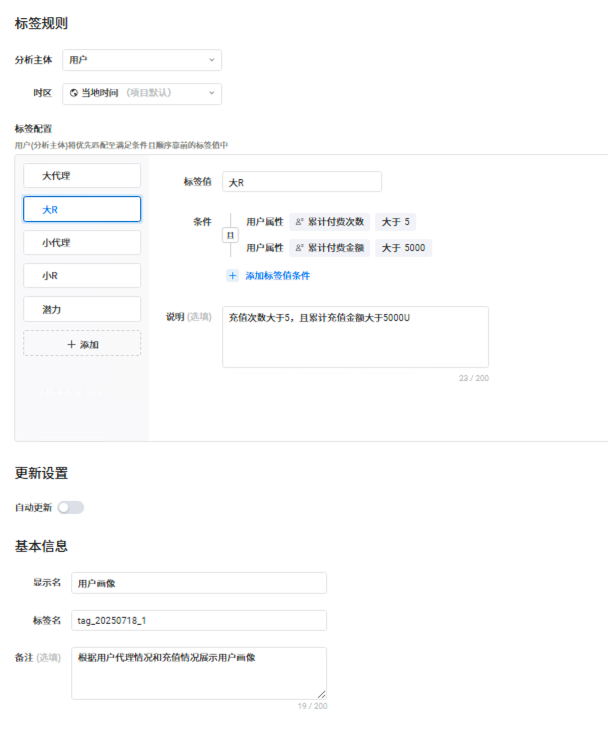 标签规则
分析主体 用户
时区 当地时间 (项目默认)
标签配置
用户(分析主体)将优先匹配至满足条件且顺序靠前的标签值中
大代理
大R
小代理
小R
潜力
+ 添加
标签值 大R
条件
且
用户属性 累计付费次数 大于 5
用户属性 累计付费金额 大于 5000
+ 添加标签值条件
说明 (选填) 充值次数大于5，且累计充值金额大于5000U
23 / 200
更新设置
自动更新
基本信息
显示名 用户画像
标签名 tag_20250718_1
备注 (选填) 根据用户代理情况和充值情况展示用户画像
19 / 200